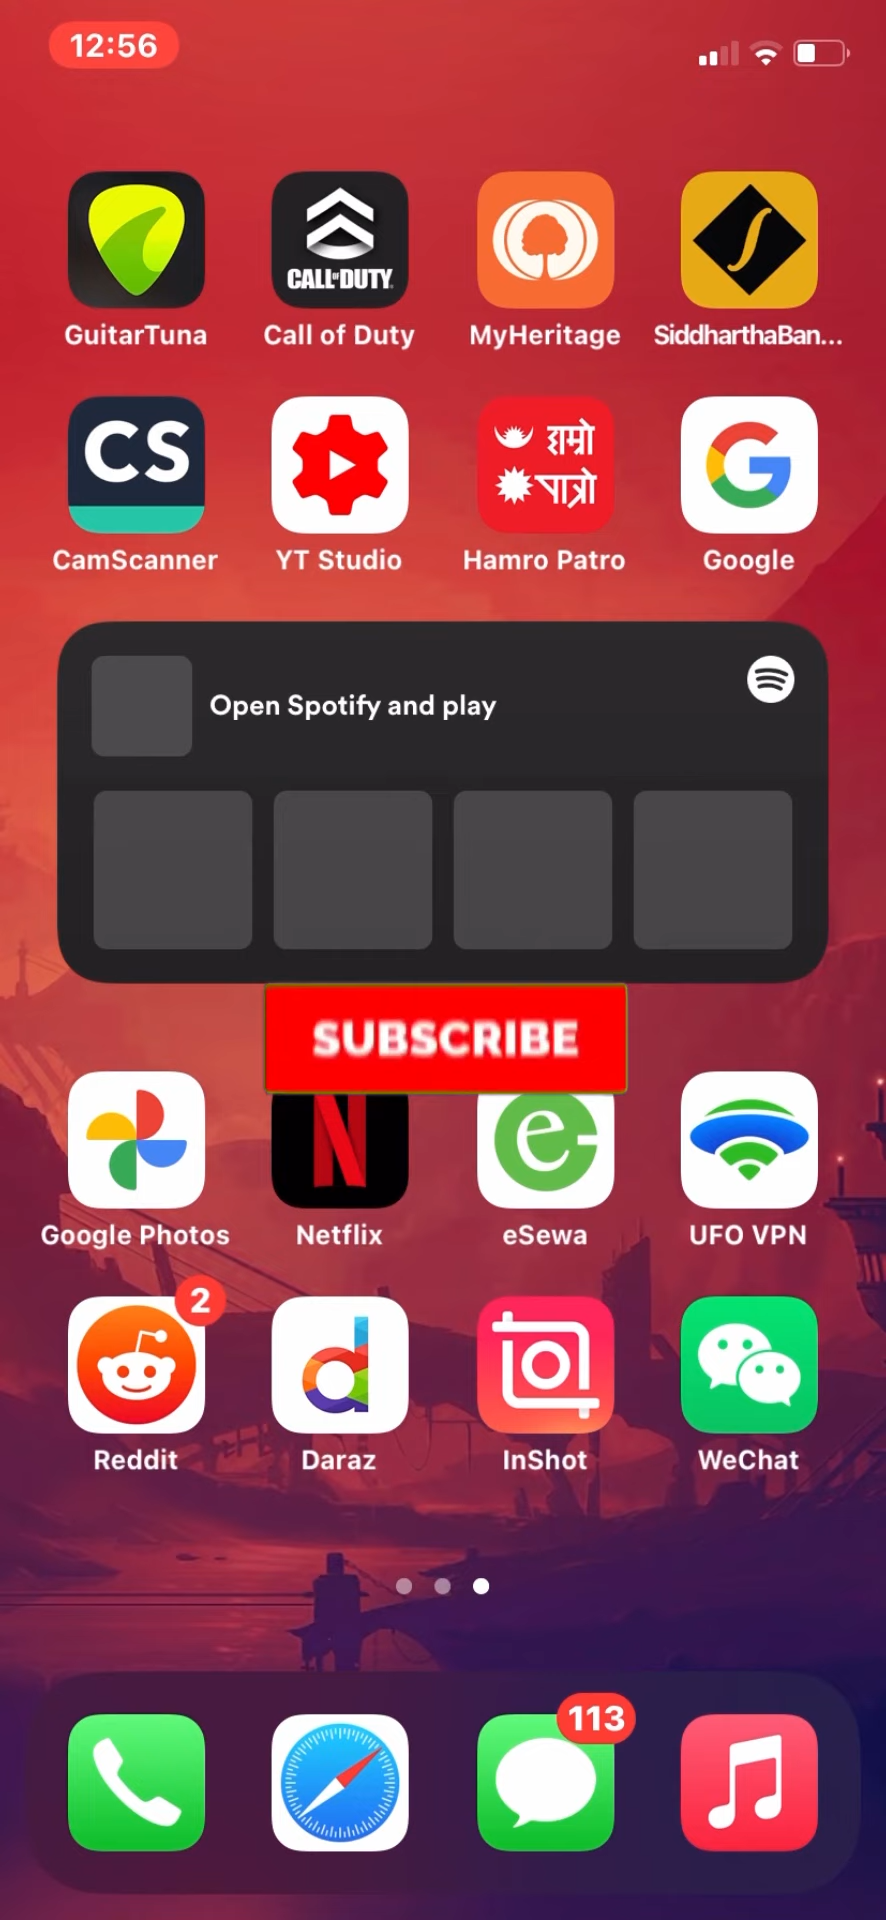 12:56
CALL OF DUTY
GuitarTuna
Call of Duty
MyHeritage
SiddharthaBan...
CS
हाम्रो
पात्रो
CamScanner
YT Studio
Hamro Patro
Google
Open Spotify and play
SUBSCRIBE
Google Photos
Netflix
eSewa
UFO VPN
2
Reddit
Daraz
InShot
WeChat
113